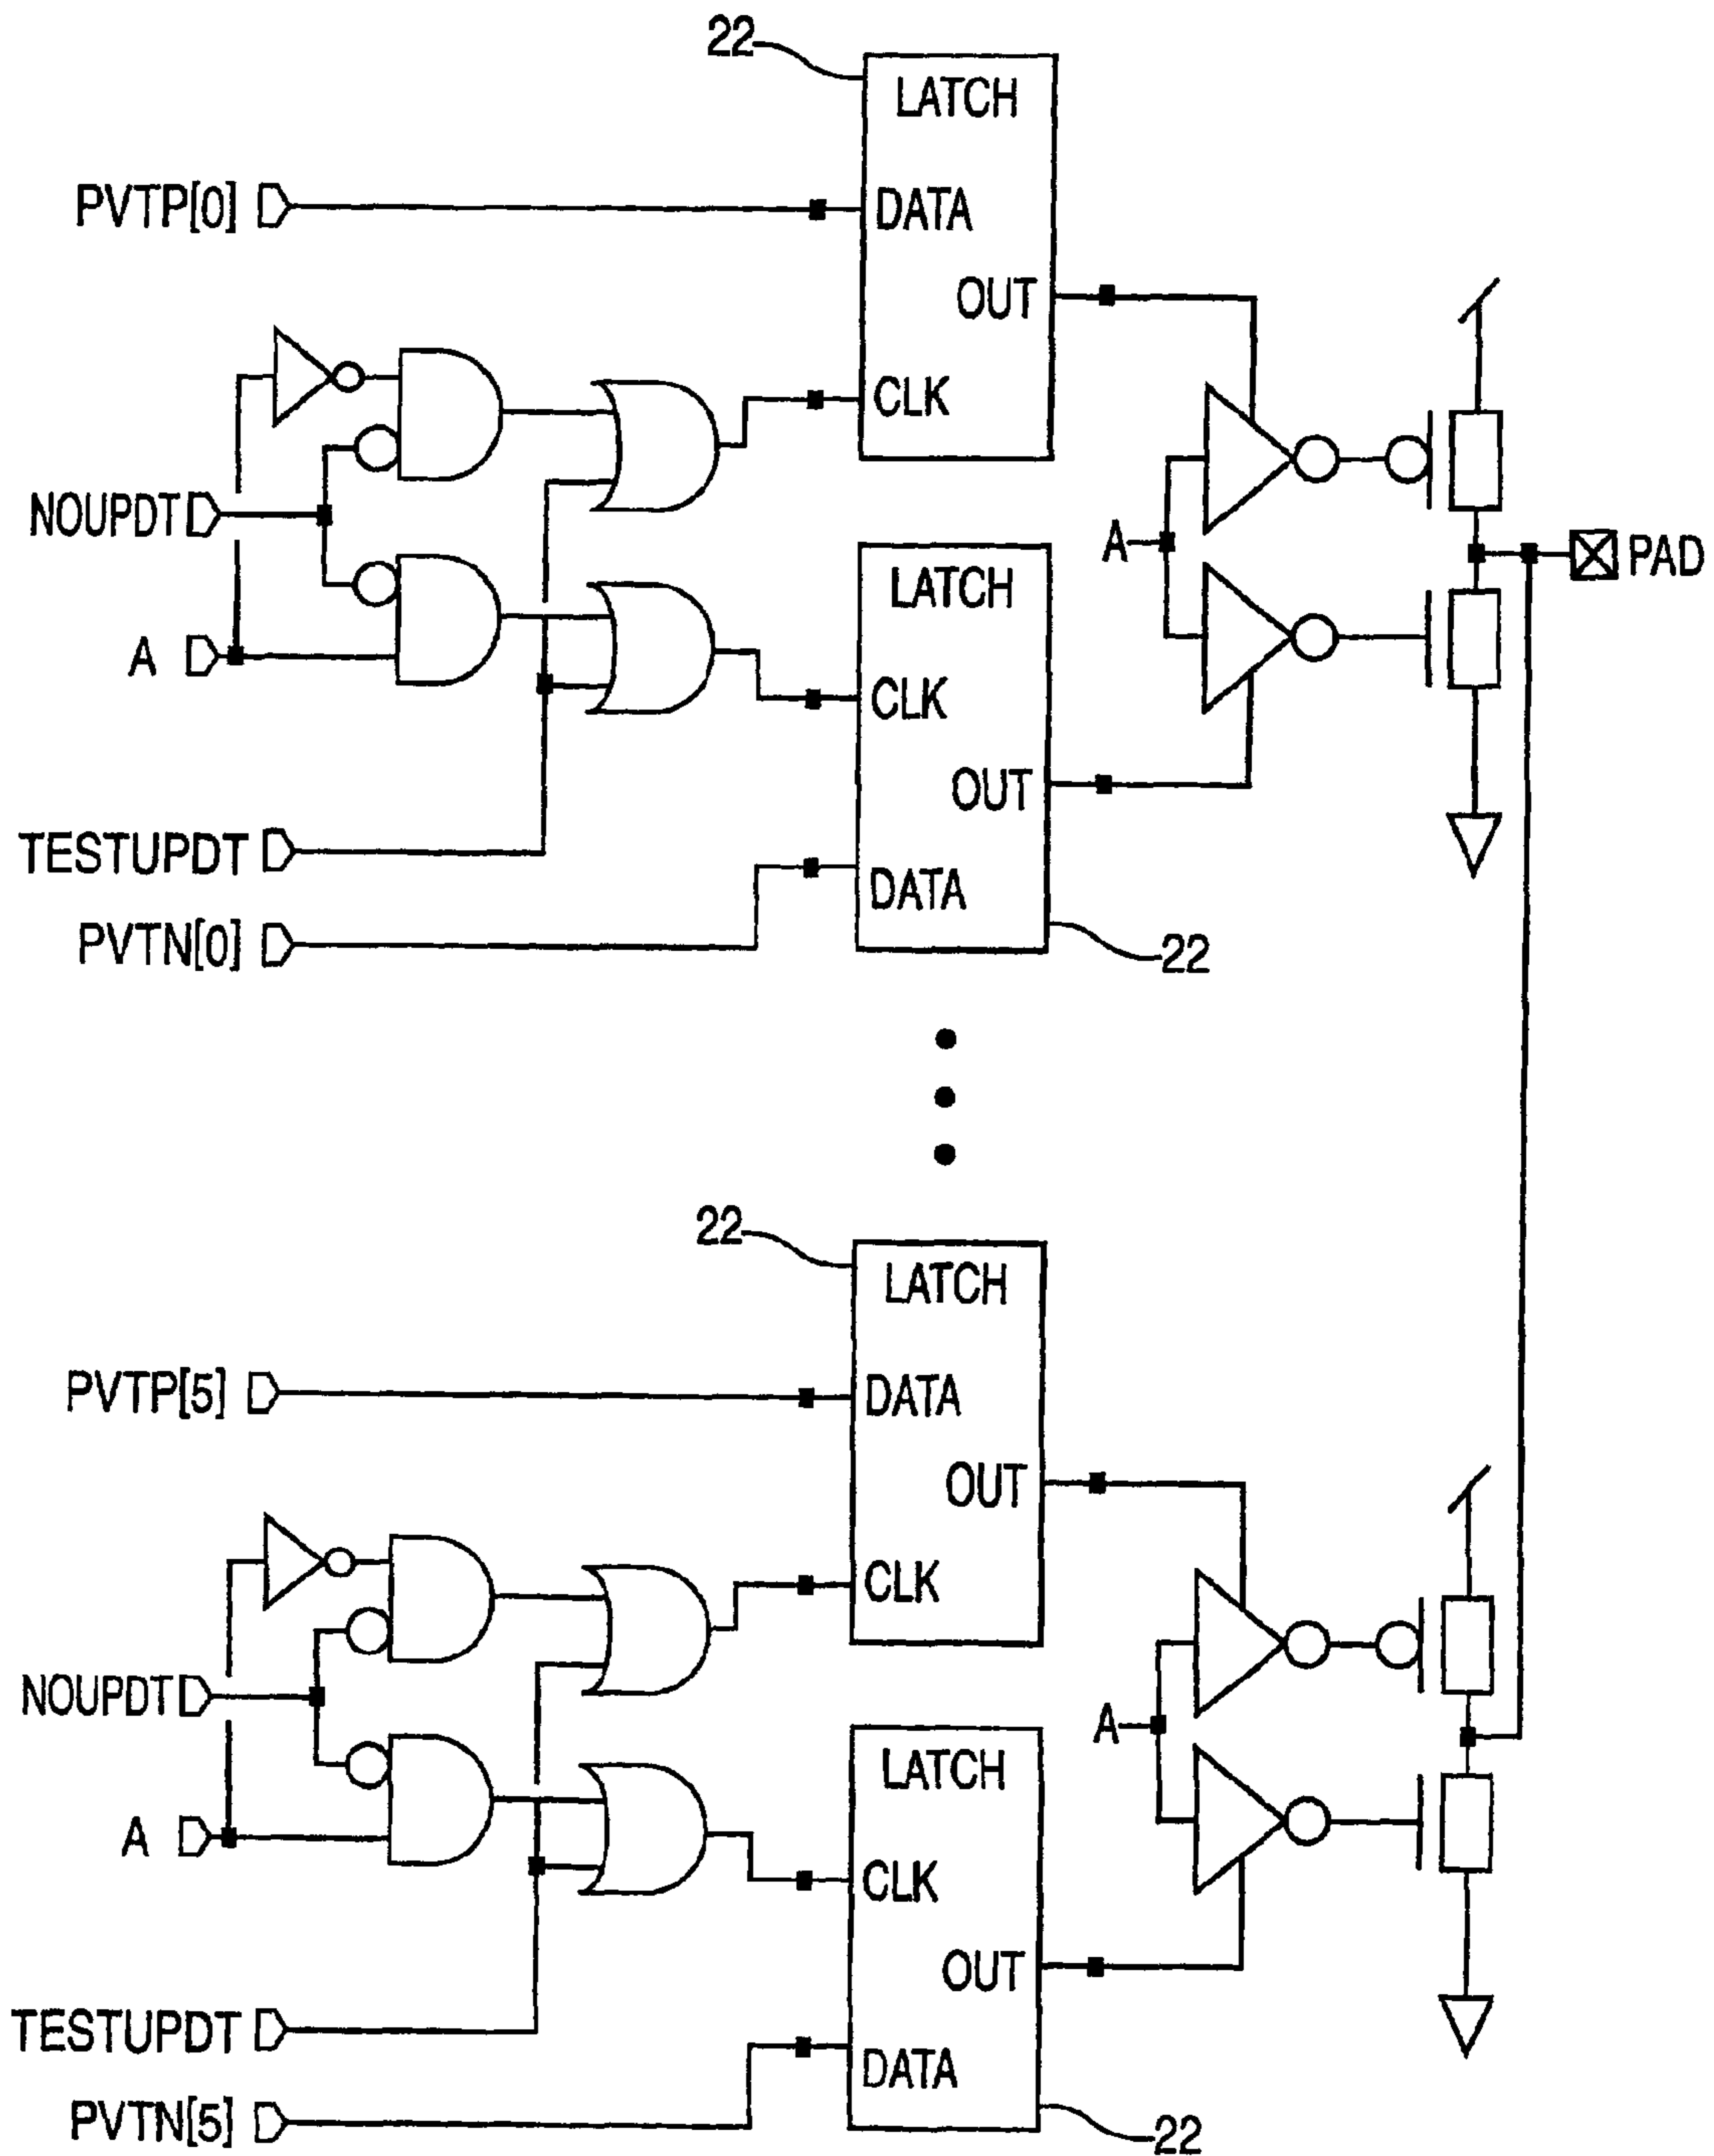 22
LATCH
PVTP[0]
DATA
OUT
CLK
NOUPDT
A
PAD
LATCH
A
CLK
OUT
TESTUPDT
DATA
PVTN[0]
22
22
LATCH
PVTP[5]
DATA
OUT
CLK
NOUPDT
A
LATCH
A
CLK
OUT
TESTUPDT
DATA
PVTN[5]
22